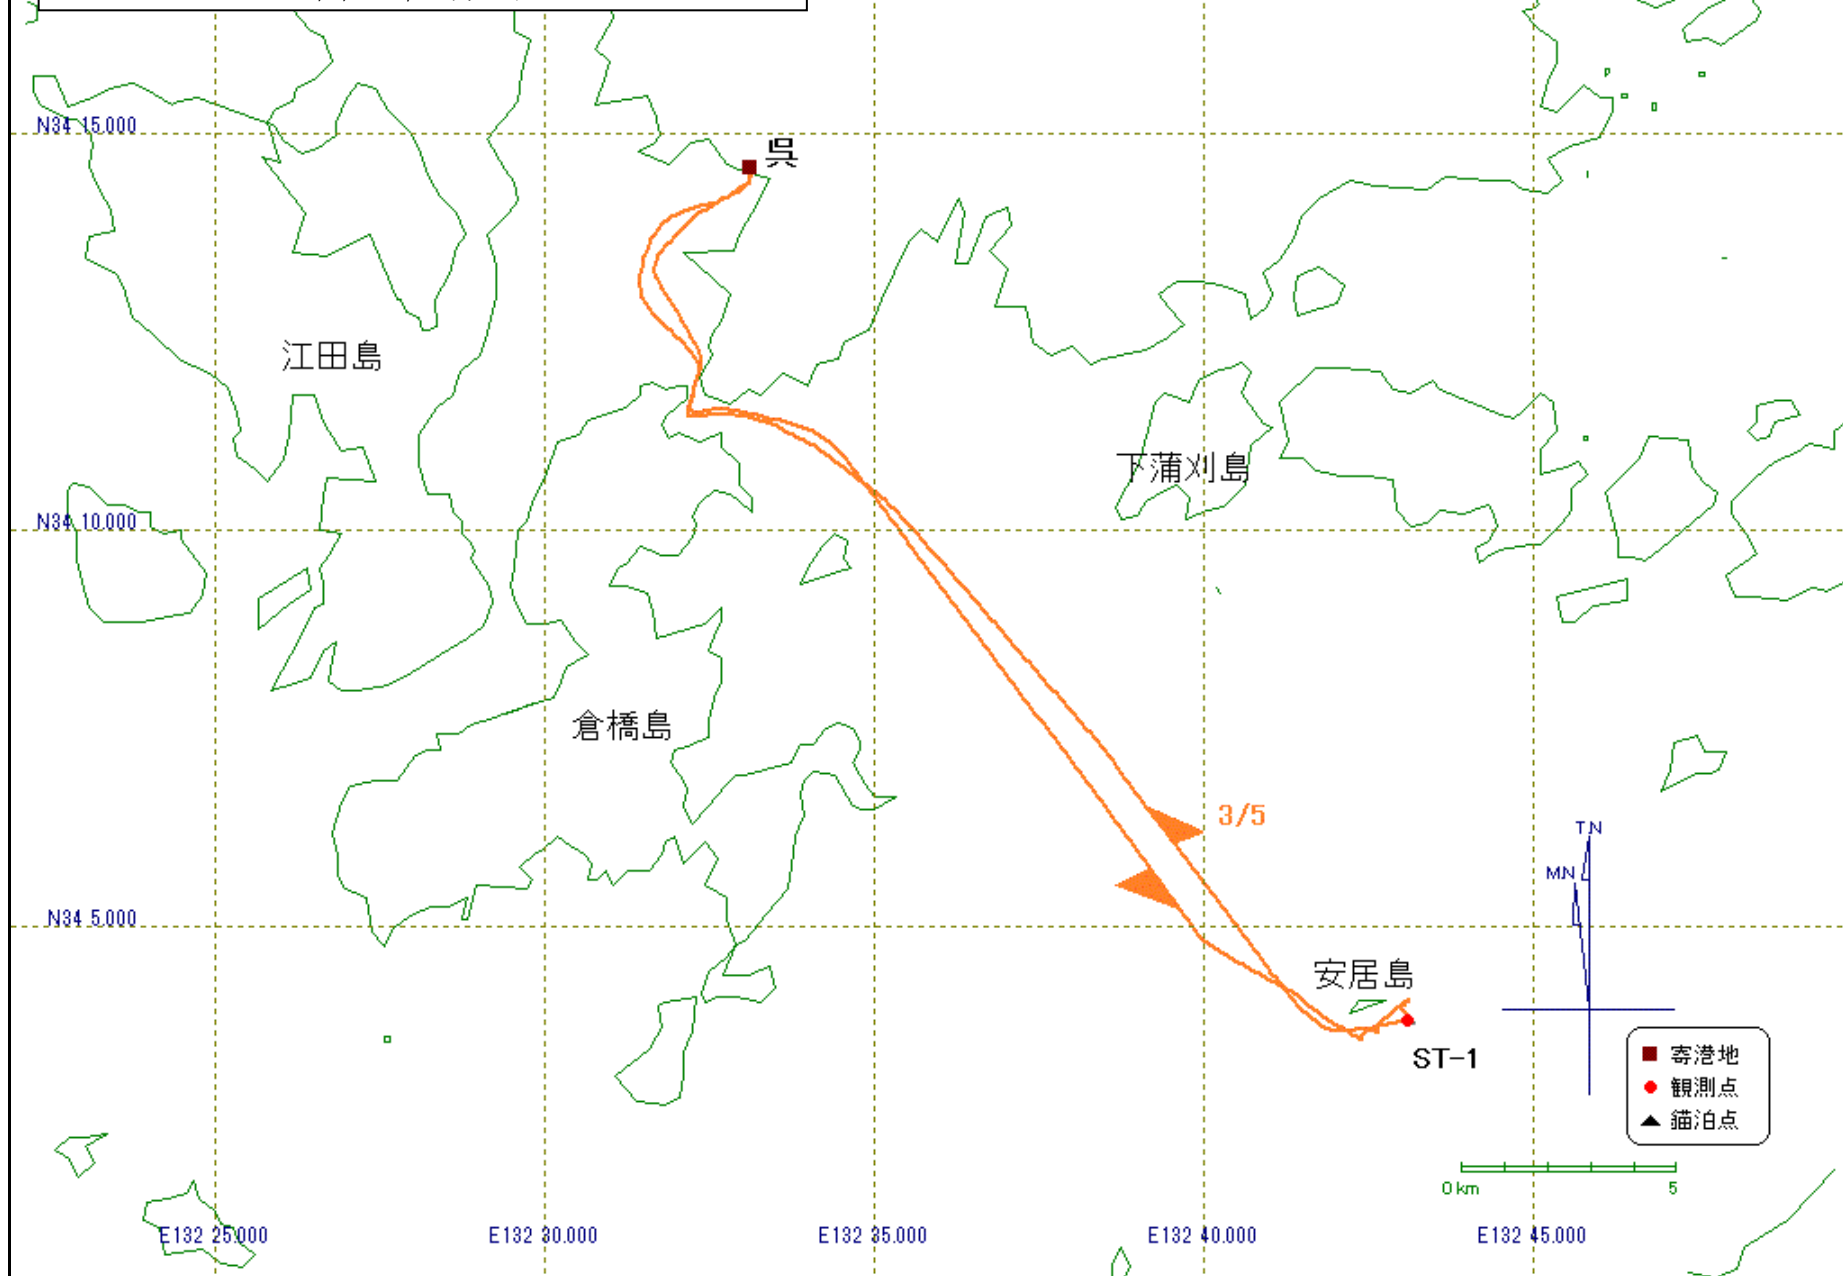 N34 15.000
呉
江田島
下蒲刈島
N34 10.000
倉橋島
3/5
T.N
M.N
N34 5.000
安居島
ST-1
寄港地
観測点
錨泊点
0 km 5
E132 25.000 E132 30.000 E132 35.000 E132 40.000 E132 45.000